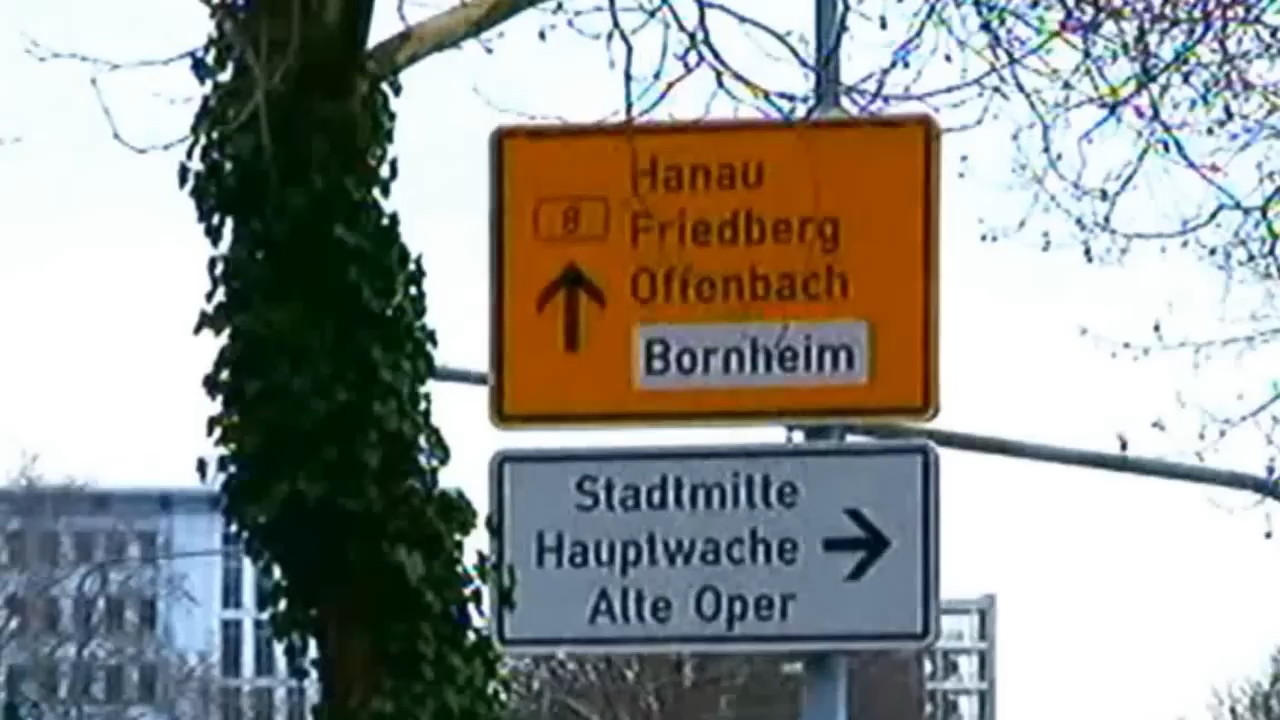 Hanau
8
Friedberg
Offenbach
Bornheim
Stadtmitte
Hauptwache
Alte Oper